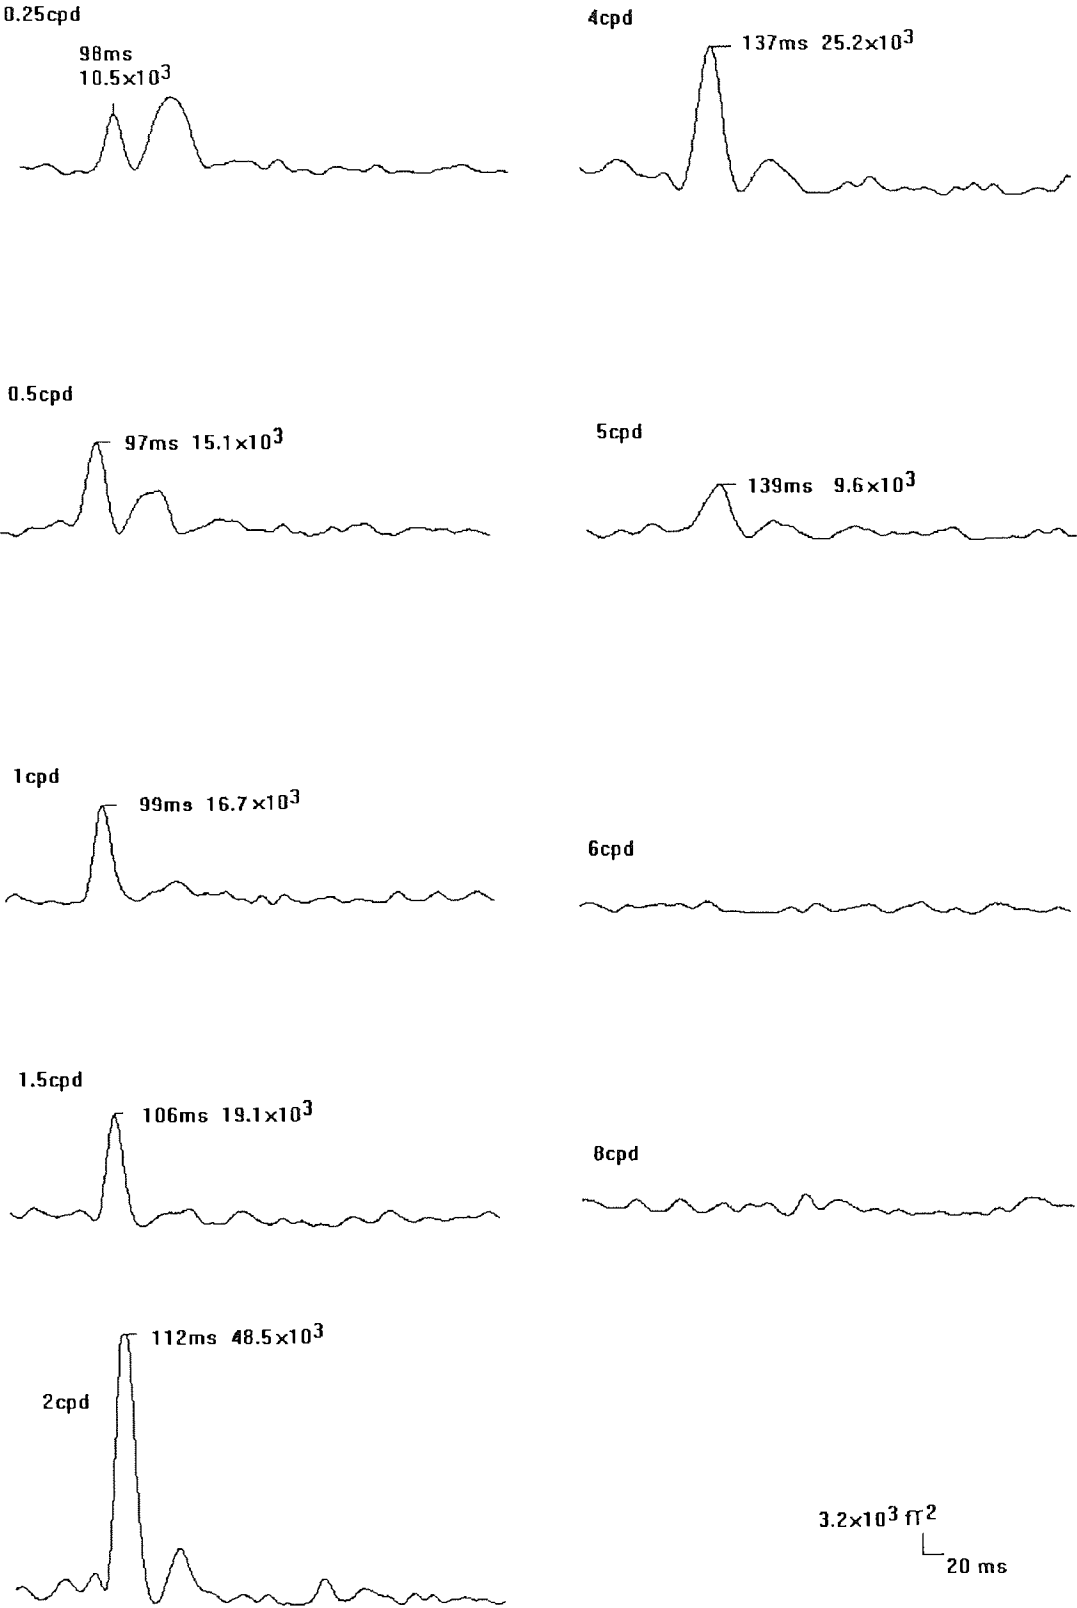 0.25cpd
98ms
10.5×10³
0.5cpd
97ms 15.1×10³
1cpd
99ms 16.7×10³
1.5cpd
106ms 19.1×10³
2cpd
112ms 48.5×10³
4cpd
137ms 25.2×10³
5cpd
139ms 9.6×10³
6cpd
8cpd
3.2×10³ fT²
20 ms